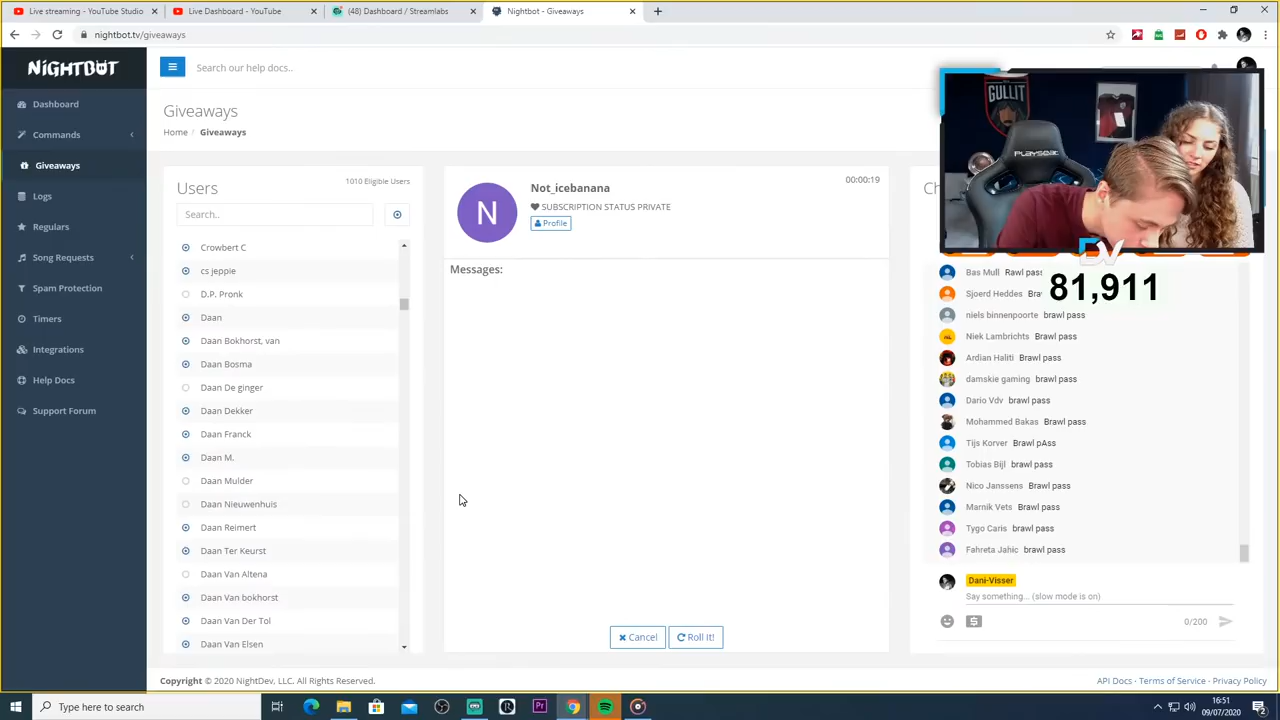 Live streaming - YouTube Studio
Live Dashboard - YouTube
(48) Dashboard / Streamlabs
Nightbot - Giveaways
nightbot.tv/giveaways
NIGHTBOT
Search our help docs..
Dashboard
Commands
Giveaways
Logs
Regulars
Song Requests
Spam Protection
Timers
Integrations
Help Docs
Support Forum
Giveaways
Home / Giveaways
Users
1010 Eligible Users
Search..
Crowbert C
cs jeppie
D.P. Pronk
Daan
Daan Bokhorst, van
Daan Bosma
Daan De ginger
Daan Dekker
Daan Franck
Daan M.
Daan Mulder
Daan Nieuwenhuis
Daan Reimert
Daan Ter Keurst
Daan Van Altena
Daan Van bokhorst
Daan Van Der Tol
Daan Van Elsen
N
Not_icebanana
00:00:19
SUBSCRIPTION STATUS PRIVATE
Profile
Messages:
Cancel
Roll It!
GULLIT
PLAYSEAT
DV
81,911
Bas Mull Rawl pass
Sjoerd Heddes
niels binnenpoorte brawl pass
Niek Lambrichts Brawl pass
Ardian Haliti Brawl pass
damskie gaming brawl pass
Dario Vdv brawl pass
Mohammed Bakas Brawl pass
Tijs Korver Brawl pAss
Tobias Bijl brawl pass
Nico Janssens Brawl pass
Marnik Vets Brawl pass
Tygo Caris brawl pass
Fahreta Jahic brawl pass
Dani-Visser
Say something... (slow mode is on)
0/200
Copyright © 2020 NightDev, LLC. All Rights Reserved.
API Docs · Terms of Service · Privacy Policy
Type here to search
16:51
09/07/2020